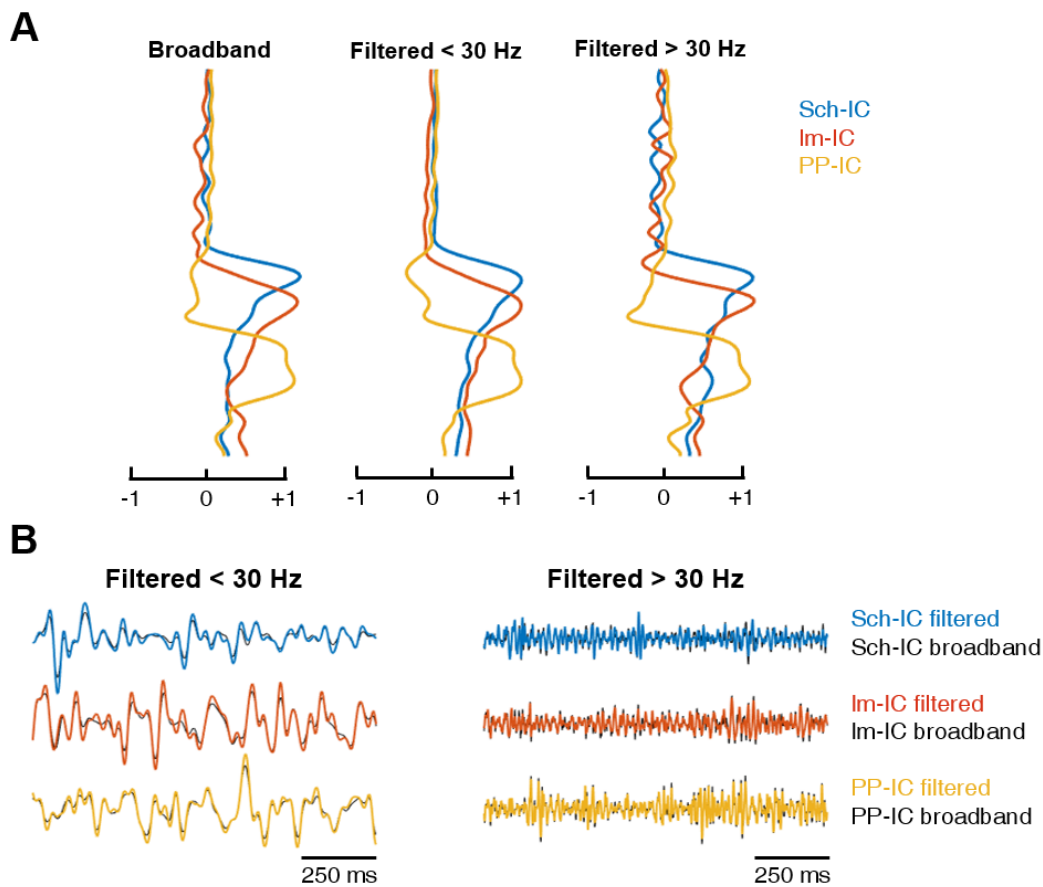 A
Broadband
Filtered < 30 Hz
Filtered > 30 Hz
Sch-IC
Im-IC
PP-IC
-1 0 +1
-1 0 +1
-1 0 +1
B
Filtered < 30 Hz
Filtered > 30 Hz
Sch-IC filtered
Sch-IC broadband
Im-IC filtered
Im-IC broadband
PP-IC filtered
PP-IC broadband
250 ms
250 ms